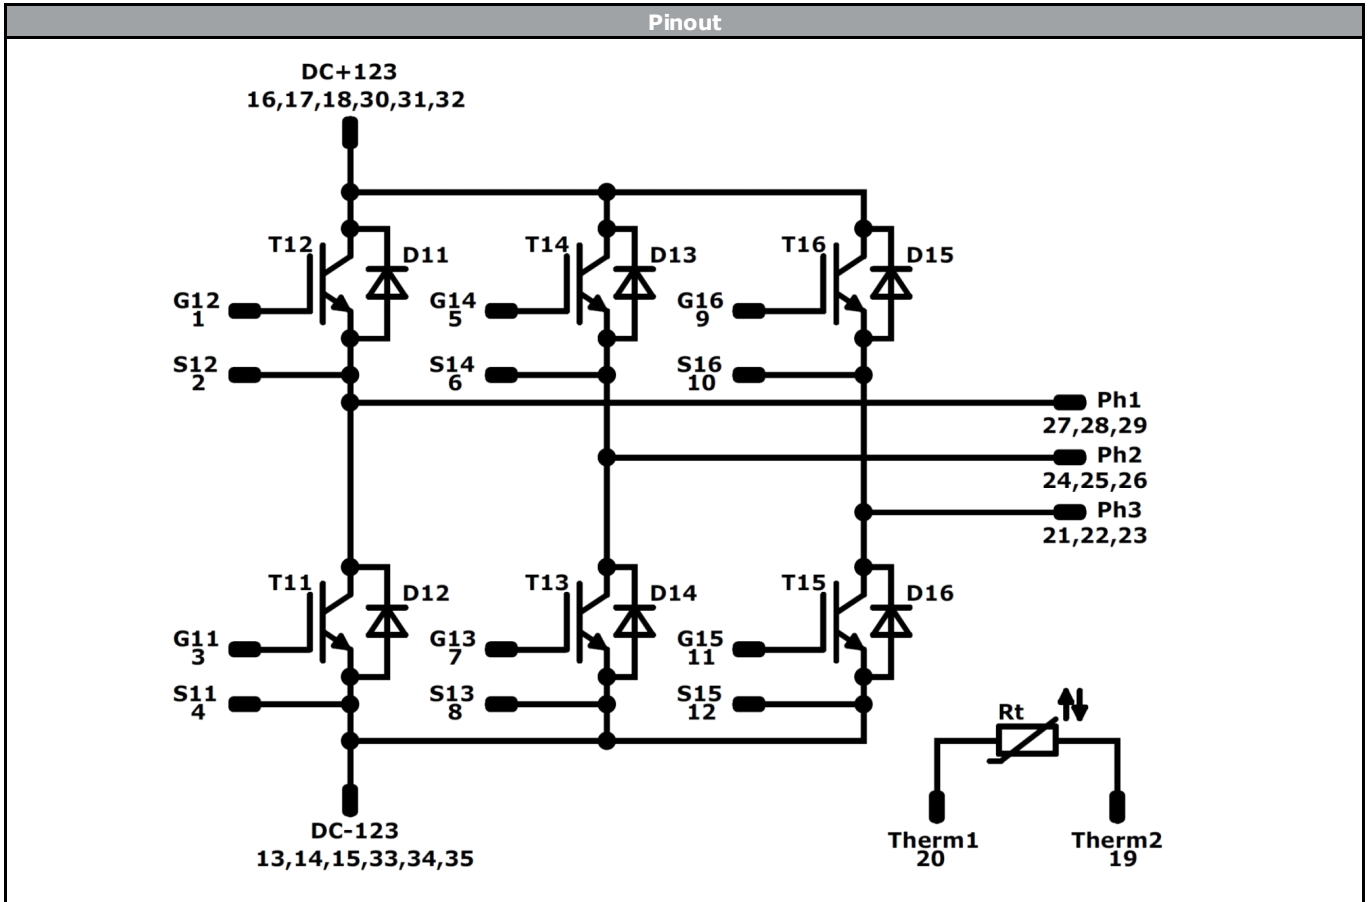 Pinout
DC+123
16,17,18,30,31,32
T12
D11
T14
D13
T16
D15
G12
1
G14
5
G16
9
S12
2
S14
6
S16
10
Ph1
27,28,29
Ph2
24,25,26
Ph3
21,22,23
T11
D12
T13
D14
T15
D16
G11
3
G13
7
G15
11
S11
4
S13
8
S15
12
Rt
DC-123
13,14,15,33,34,35
Therm1
20
Therm2
19